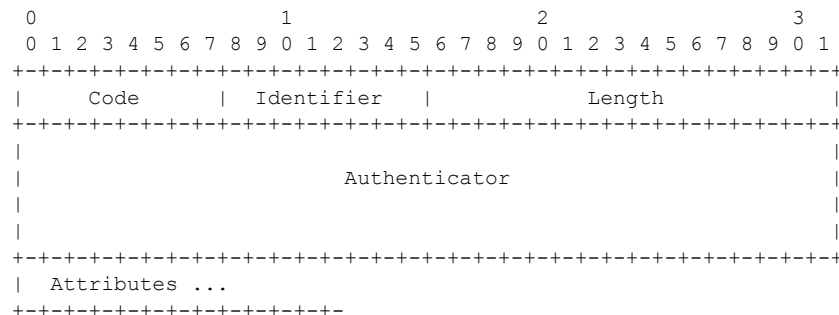 0                   1                   2                   3
 0 1 2 3 4 5 6 7 8 9 0 1 2 3 4 5 6 7 8 9 0 1 2 3 4 5 6 7 8 9 0 1
+-+-+-+-+-+-+-+-+-+-+-+-+-+-+-+-+-+-+-+-+-+-+-+-+-+-+-+-+-+-+-+-+
|     Code      |  Identifier   |            Length             |
+-+-+-+-+-+-+-+-+-+-+-+-+-+-+-+-+-+-+-+-+-+-+-+-+-+-+-+-+-+-+-+-+
|                                                               |
|                         Authenticator                         |
|                                                               |
|                                                               |
+-+-+-+-+-+-+-+-+-+-+-+-+-+-+-+-+-+-+-+-+-+-+-+-+-+-+-+-+-+-+-+-+
|  Attributes ...
+-+-+-+-+-+-+-+-+-+-+-+-+-